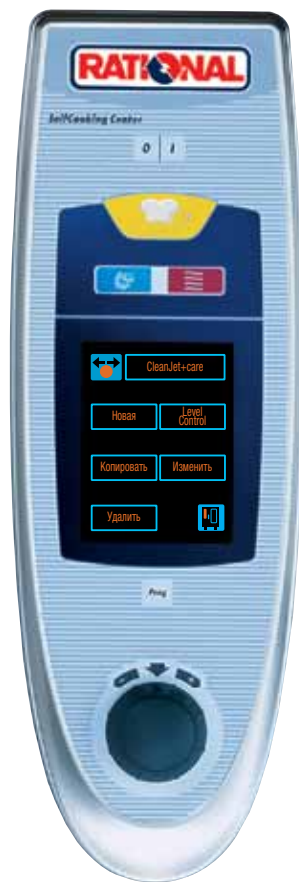 RATIONAL
SelfCooking Center
0 1
CleanJet+care
Новая
Level
Control
Копировать
Изменить
Удалить
Prog